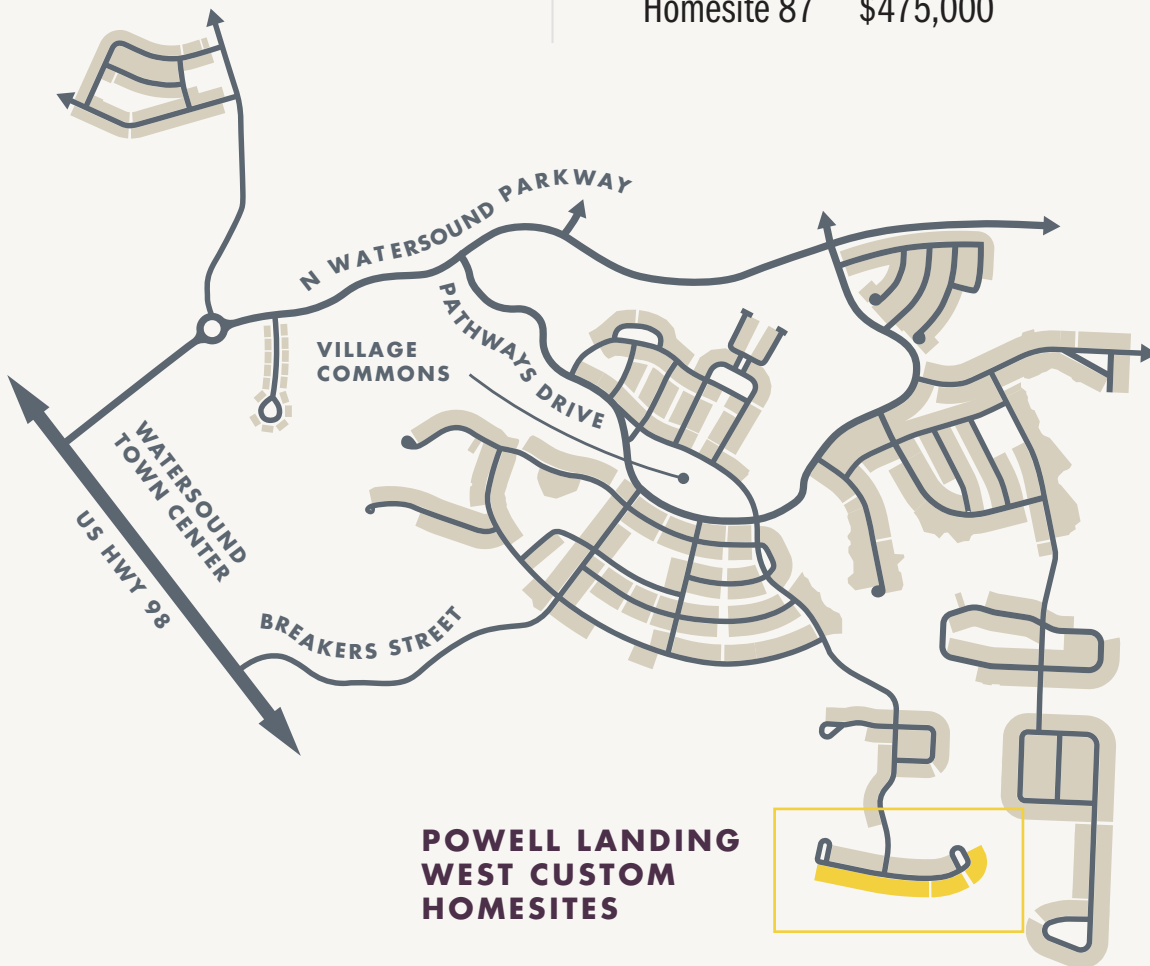 Homesite 87 $475,000
N WATERSOUND PARKWAY
PATHWAYS DRIVE
VILLAGE
COMMONS
WATERSOUND
TOWN CENTER
US HWY 98
BREAKERS STREET
POWELL LANDING
WEST CUSTOM
HOMESITES